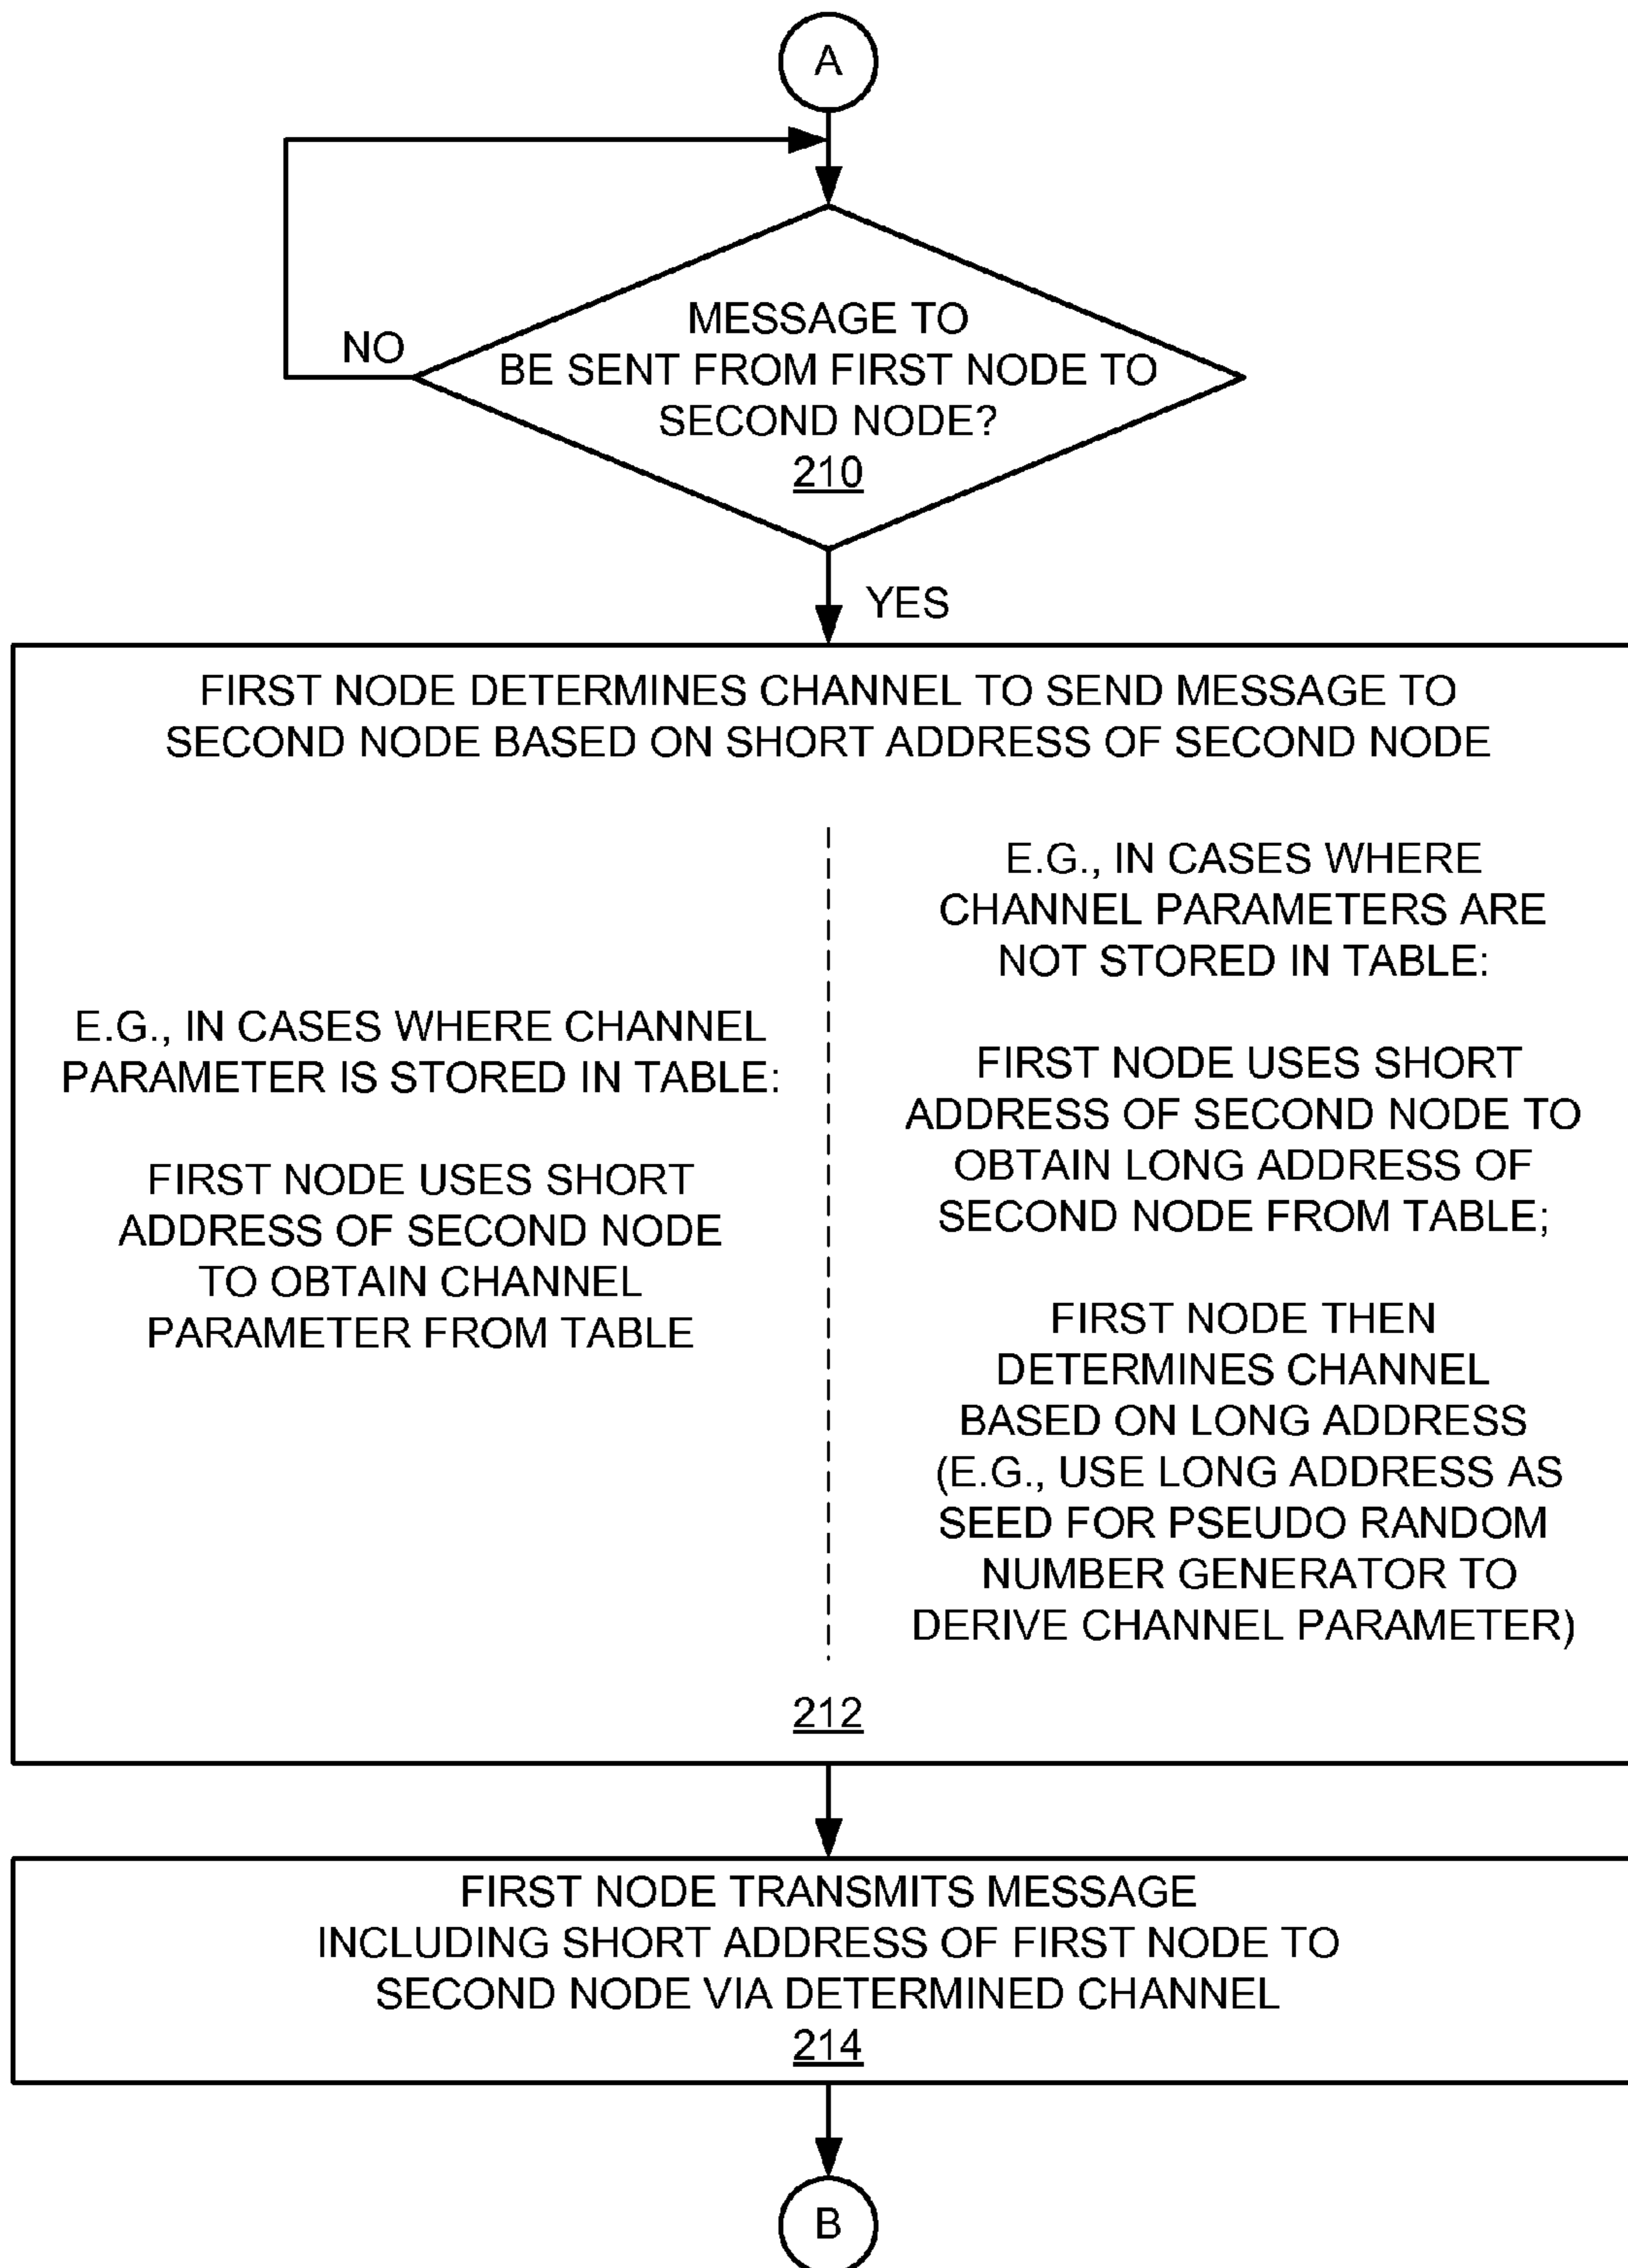 A
MESSAGE TO
BE SENT FROM FIRST NODE TO
SECOND NODE?
210
NO
YES
FIRST NODE DETERMINES CHANNEL TO SEND MESSAGE TO
SECOND NODE BASED ON SHORT ADDRESS OF SECOND NODE
E.G., IN CASES WHERE CHANNEL
PARAMETER IS STORED IN TABLE:
FIRST NODE USES SHORT
ADDRESS OF SECOND NODE
TO OBTAIN CHANNEL
PARAMETER FROM TABLE
E.G., IN CASES WHERE
CHANNEL PARAMETERS ARE
NOT STORED IN TABLE:
FIRST NODE USES SHORT
ADDRESS OF SECOND NODE TO
OBTAIN LONG ADDRESS OF
SECOND NODE FROM TABLE;
FIRST NODE THEN
DETERMINES CHANNEL
BASED ON LONG ADDRESS
(E.G., USE LONG ADDRESS AS
SEED FOR PSEUDO RANDOM
NUMBER GENERATOR TO
DERIVE CHANNEL PARAMETER)
212
FIRST NODE TRANSMITS MESSAGE
INCLUDING SHORT ADDRESS OF FIRST NODE TO
SECOND NODE VIA DETERMINED CHANNEL
214
B